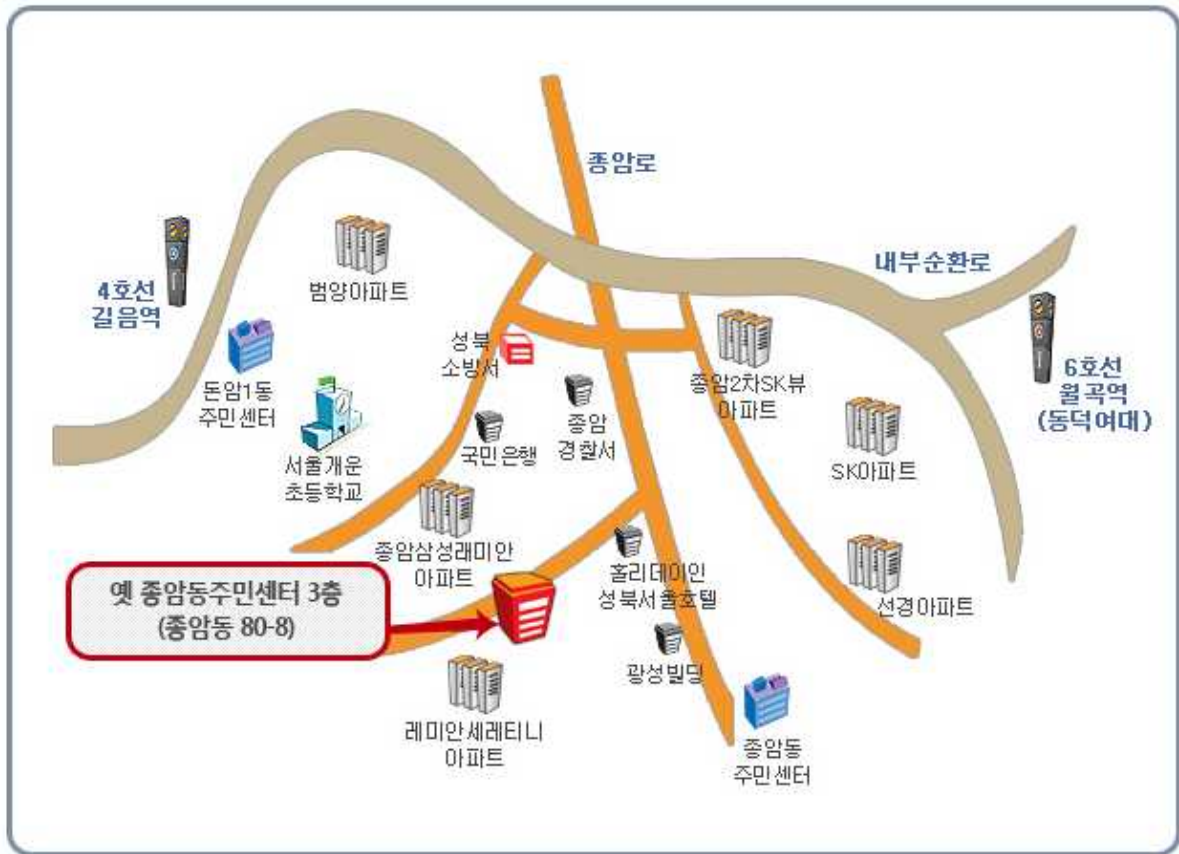 종암로
내부순환로
4호선
길음역
범양아파트
돈암1동
주민센터
서울개운
초등학교
성북
소방서
국민은행
종암
경찰서
종암2차SK뷰
아파트
SK아파트
6호선
월곡역
(동덕여대)
종암삼성래미안
아파트
홀리데이인
성북서울호텔
선경아파트
옛 종암동주민센터 3층
(종암동 80-8)
광성빌딩
레미안세레티니
아파트
종암동
주민센터